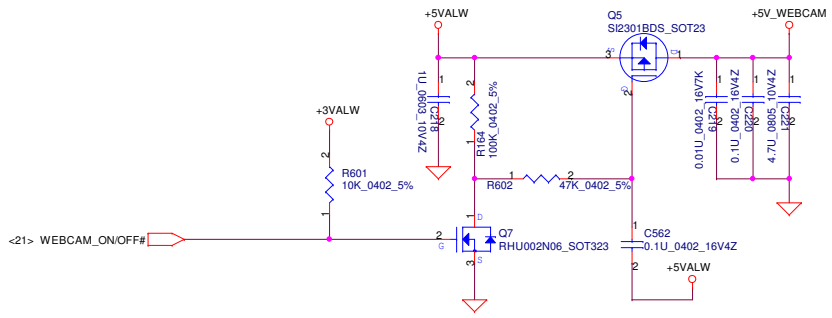 +5VALW
Q5
SI2301BDS_SOT23
+5V_WEBCAM
S
3
D
1
G
2
1
2
1U_0603_10V4Z
C218
2
1
R164
100K_0402_5%
1
2
0.01U_0402_16V7K
C219
1
2
0.1U_0402_16V4Z
C220
1
2
4.7U_0805_10V4Z
C221
+3VALW
2
1
R601
10K_0402_5%
R602
1
2
47K_0402_5%
<21>
WEBCAM_ON/OFF#
2
G
1
D
3
S
Q7
RHU002N06_SOT323
1
2
C562
0.1U_0402_16V4Z
+5VALW